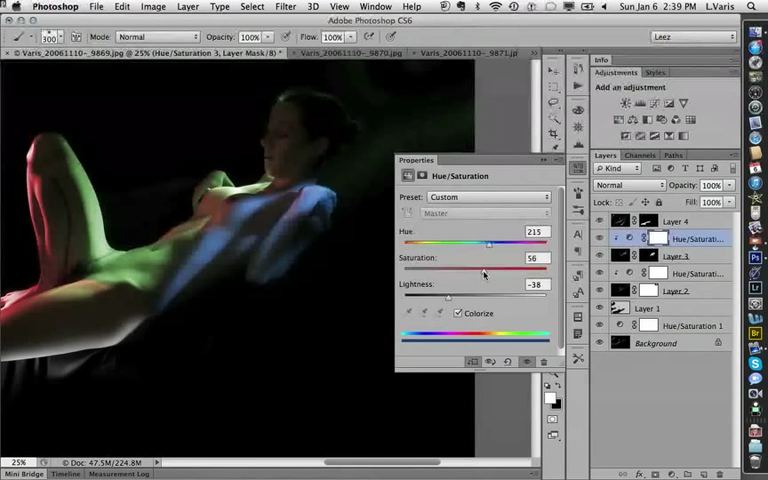 Photoshop File Edit Image Layer Type Select Filter 3D View Window Help Sun Jan 6 2:39 PM L.Varis
Adobe Photoshop CS6
300 Mode: Normal Opacity: 100% Flow: 100% Leez
Varis_20061110-_9869.jpg @ 25% (Hue/Saturation 3, Layer Mask/8) * Varis_20061110-_9870.jpg Varis_20061110-_9871.jp
Info
Adjustments Styles
Add an adjustment
Layers Channels Paths
Kind
Normal Opacity: 100%
Lock: Fill: 100%
Layer 4
Hue/Saturati...
Layer 3
Hue/Saturati...
Layer 2
Layer 1
Hue/Saturation 1
Background
Properties
Hue/Saturation
Preset: Custom
Master
Hue: 215
Saturation: 56
Lightness: -38
Colorize
25% Doc: 47.5M/224.8M
Mini Bridge Timeline Measurement Log